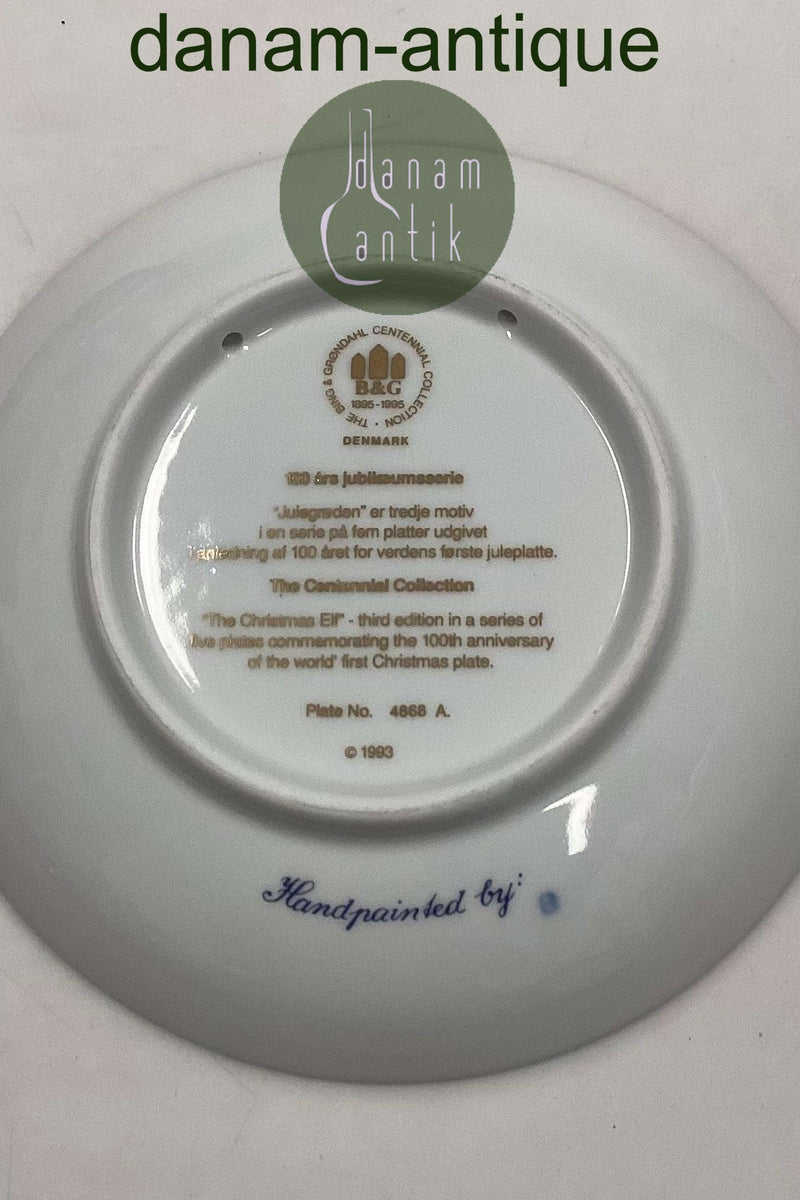 danam-antique
danam
antik
THE BING & GRØNDAHL CENTENNIAL COLLECTION ·
B&G
1895-1995
DENMARK
100 års jubilæumsserie
"Julegrøden" er tredje motiv
i en serie på fem platter udgivet
i anledning af 100 året for verdens første juleplatte.
The Centennial Collection
"The Christmas Elf" - third edition in a series of
five plates commemorating the 100th anniversary
of the world' first Christmas plate.
Plate No. 4868 A.
© 1993
Handpainted by: